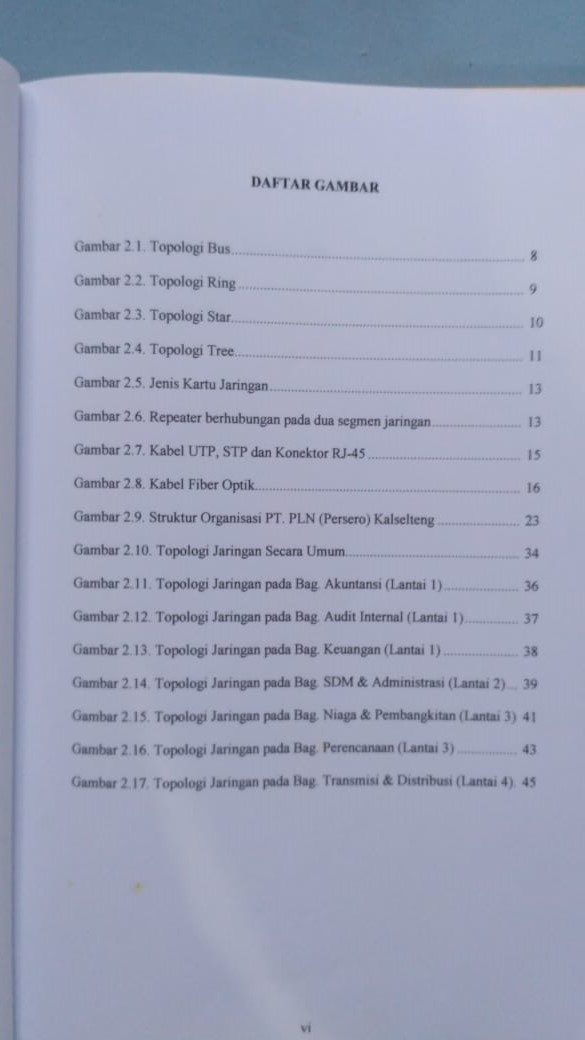 DAFTAR GAMBAR
Gambar 2.1. Topologi Bus 8
Gambar 2.2. Topologi Ring 9
Gambar 2.3. Topologi Star 10
Gambar 2.4. Topologi Tree 11
Gambar 2.5. Jenis Kartu Jaringan 13
Gambar 2.6. Repeater berhubungan pada dua segmen jaringan 13
Gambar 2.7. Kabel UTP, STP dan Konektor RJ-45 15
Gambar 2.8. Kabel Fiber Optik 16
Gambar 2.9. Struktur Organisasi PT. PLN (Persero) Kalselteng 23
Gambar 2.10. Topologi Jaringan Secara Umum 34
Gambar 2.11. Topologi Jaringan pada Bag. Akuntansi (Lantai 1) 36
Gambar 2.12. Topologi Jaringan pada Bag. Audit Internal (Lantai 1) 37
Gambar 2.13. Topologi Jaringan pada Bag. Keuangan (Lantai 1) 38
Gambar 2.14. Topologi Jaringan pada Bag. SDM & Administrasi (Lantai 2) 39
Gambar 2.15. Topologi Jaringan pada Bag. Niaga & Pembangkitan (Lantai 3) 41
Gambar 2.16. Topologi Jaringan pada Bag. Perencanaan (Lantai 3) 43
Gambar 2.17. Topologi Jaringan pada Bag. Transmisi & Distribusi (Lantai 4) 45
vi